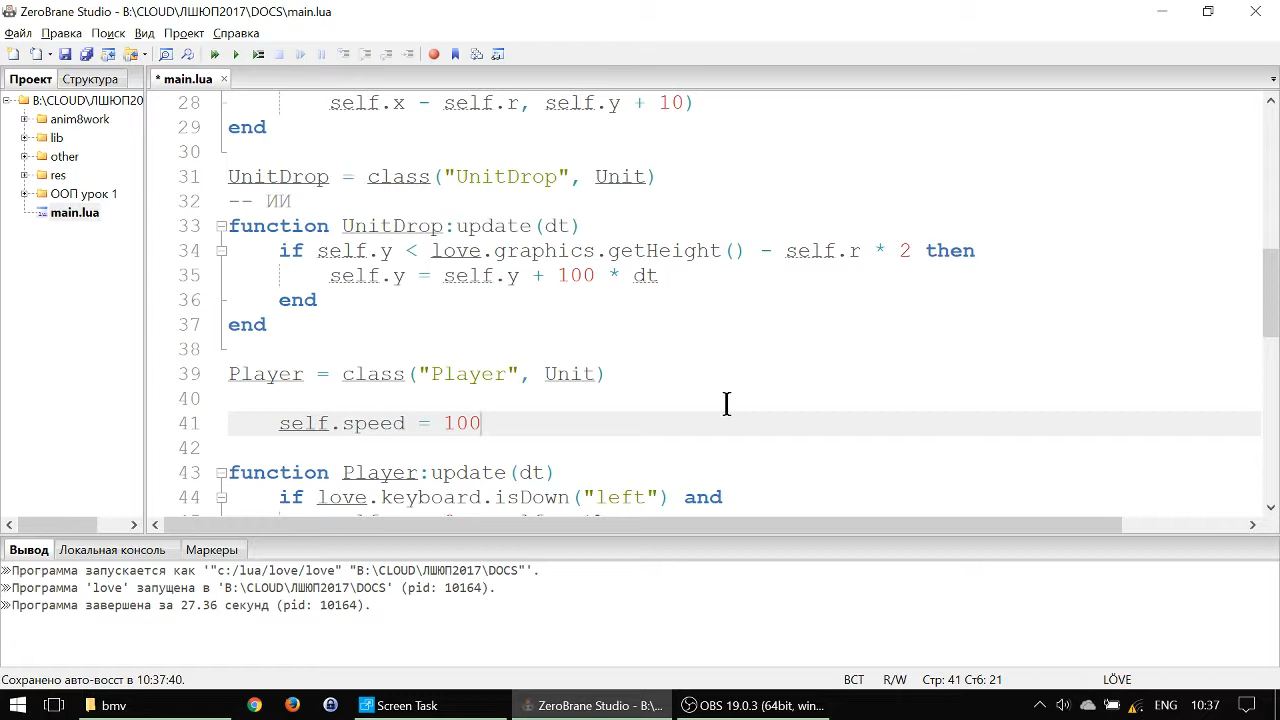 ZeroBrane Studio - B:\CLOUD\ЛШЮП2017\DOCS\main.lua
Файл Правка Поиск Вид Проект Справка
Проект Структура
* main.lua
B:\CLOUD\ЛШЮП20
anim8work
lib
other
res
ООП урок 1
main.lua
28 self.x - self.r, self.y + 10)
29 end
30
31 UnitDrop = class("UnitDrop", Unit)
32 -- ИИ
33 function UnitDrop:update(dt)
34 if self.y < love.graphics.getHeight() - self.r * 2 then
35 self.y = self.y + 100 * dt
36 end
37 end
38
39 Player = class("Player", Unit)
40
41 self.speed = 100
42
43 function Player:update(dt)
44 if love.keyboard.isDown("left") and
Вывод Локальная консоль Маркеры
Программа запускается как '"c:/lua/love/love" "B:\CLOUD\ЛШЮП2017\DOCS"'.
Программа 'love' запущена в 'B:\CLOUD\ЛШЮП2017\DOCS' (pid: 10164).
Программа завершена за 27.36 секунд (pid: 10164).
Сохранено авто-восст в 10:37:40. ВСТ R/W Стр: 41 Стб: 21 LÖVE
bmv Screen Task ZeroBrane Studio - B:\... OBS 19.0.3 (64bit, win... ENG 10:37